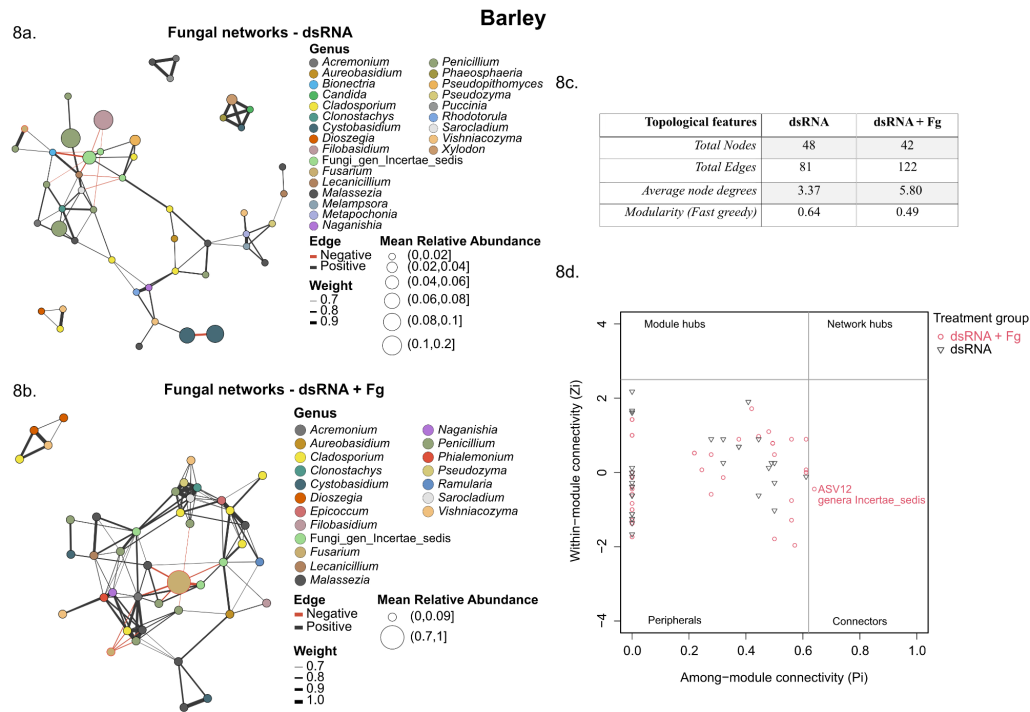 Barley
8a.
Fungal networks - dsRNA
Genus
Acremonium
Aureobasidium
Bionectria
Candida
Cladosporium
Clonostachys
Cystobasidium
Dioszegia
Filobasidium
Fungi_gen_Incertae_sedis
Fusarium
Lecanicillium
Malassezia
Melampsora
Metapochonia
Naganishia
Penicillium
Phaeosphaeria
Pseudopithomyces
Pseudozyma
Puccinia
Rhodotorula
Sarocladium
Vishniacozyma
Xylodon
Edge
Negative
Positive
Weight
0.7
0.8
0.9
Mean Relative Abundance
(0,0.02]
(0.02,0.04]
(0.04,0.06]
(0.06,0.08]
(0.08,0.1]
(0.1,0.2]
8b.
Fungal networks - dsRNA + Fg
Genus
Acremonium
Aureobasidium
Cladosporium
Clonostachys
Cystobasidium
Dioszegia
Epicoccum
Filobasidium
Fungi_gen_Incertae_sedis
Fusarium
Lecanicillium
Malassezia
Naganishia
Penicillium
Phialemonium
Pseudozyma
Ramularia
Sarocladium
Vishniacozyma
Edge
Negative
Positive
Weight
0.7
0.8
0.9
1.0
Mean Relative Abundance
(0,0.09]
(0.7,1]
8c.
Topological features dsRNA dsRNA + Fg
Total Nodes 48 42
Total Edges 81 122
Average node degrees 3.37 5.80
Modularity (Fast greedy) 0.64 0.49
8d.
Module hubs
Network hubs
Peripherals
Connectors
ASV12
genera Incertae_sedis
Within−module connectivity (Zi)
4
2
0
−2
−4
0.0 0.2 0.4 0.6 0.8 1.0
Among−module connectivity (Pi)
Treatment group
dsRNA + Fg
dsRNA